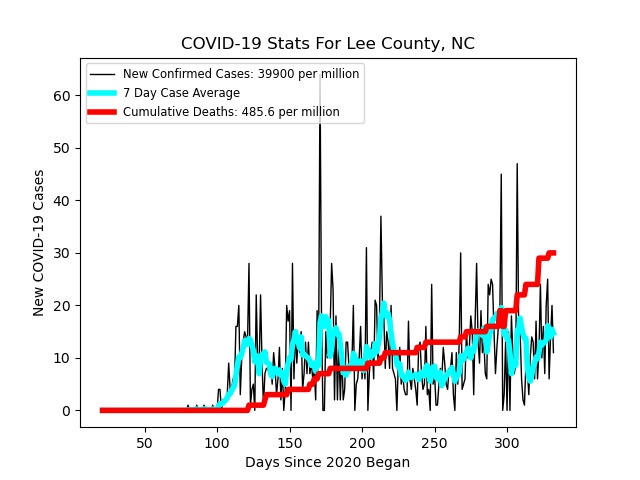 COVID-19 Stats For Lee County, NC
New Confirmed Cases: 39900 per million
7 Day Case Average
Cumulative Deaths: 485.6 per million
New COVID-19 Cases
60
50
40
30
20
10
0
50 100 150 200 250 300
Days Since 2020 Began